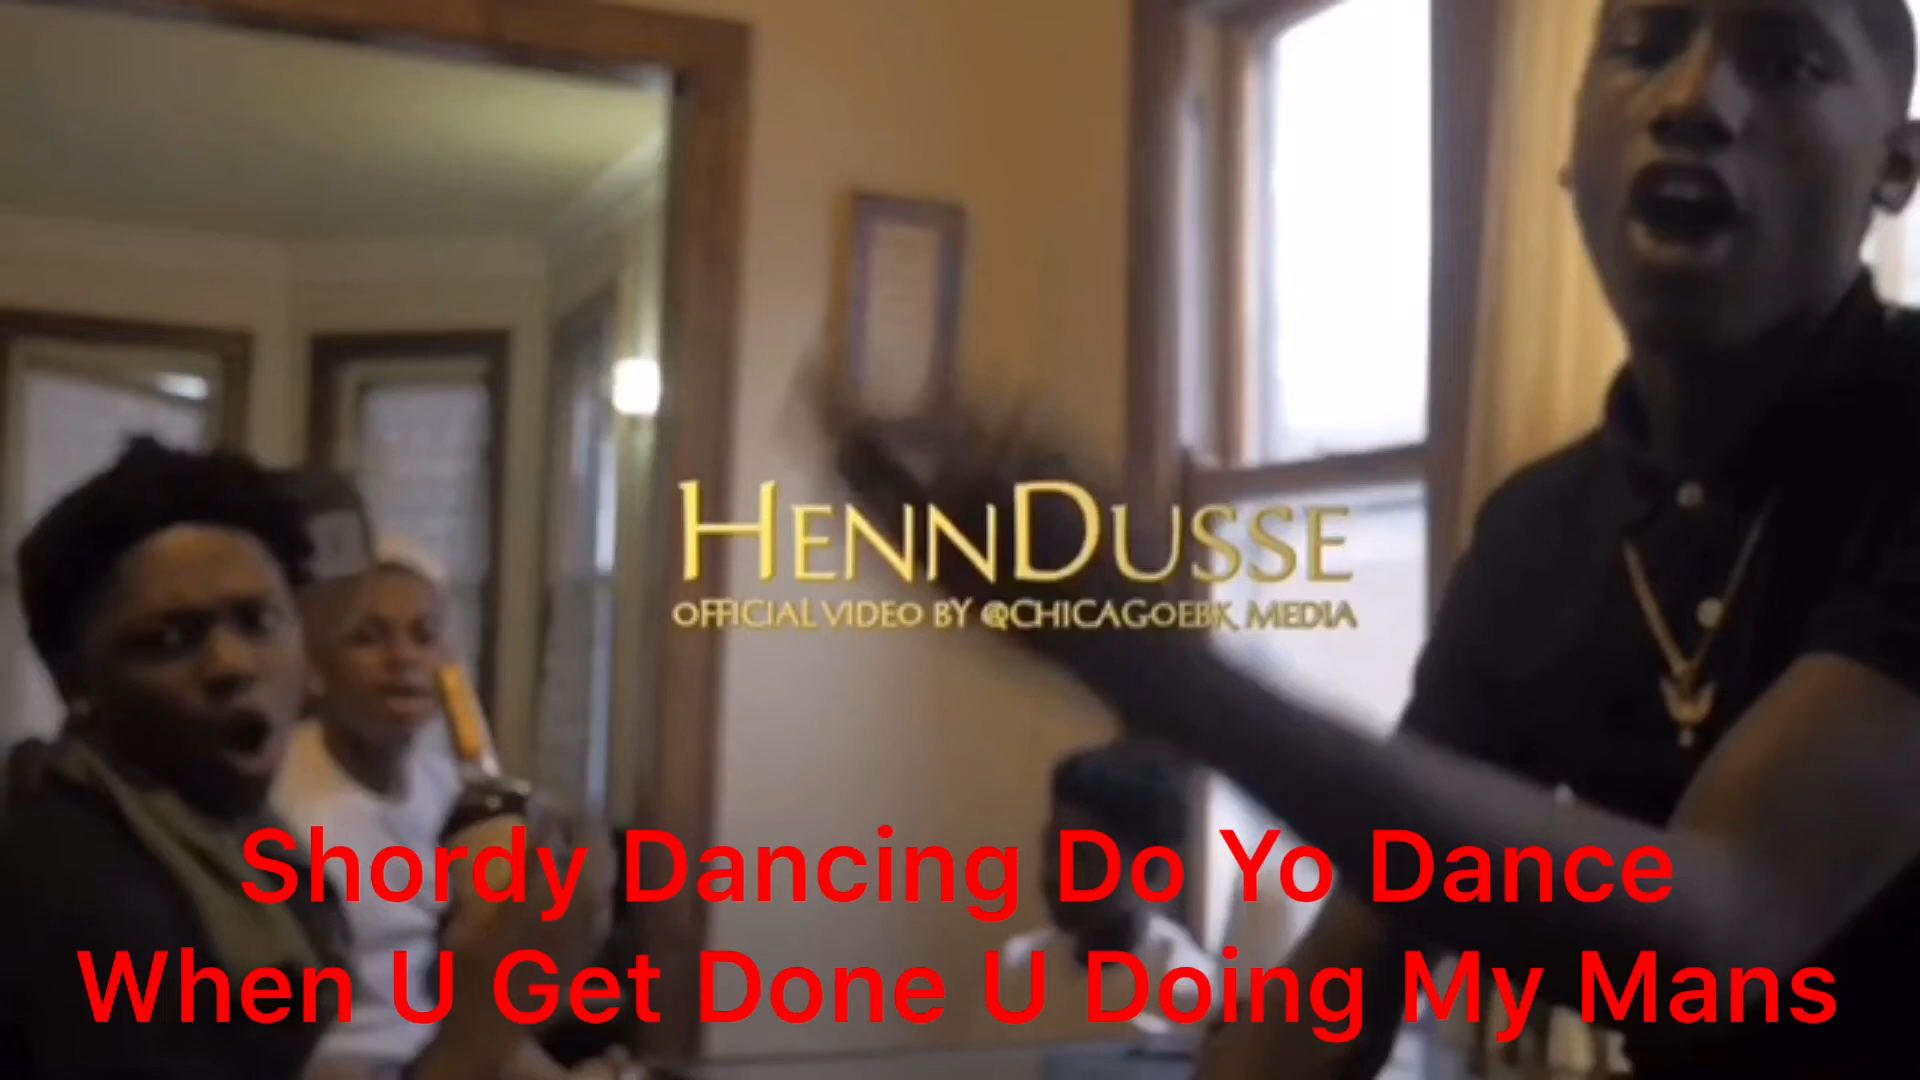 HENNDUSSE
OFFICIAL VIDEO BY @CHICAGOEBK MEDIA
Shordy Dancing Do Yo Dance
When U Get Done U Doing My Mans